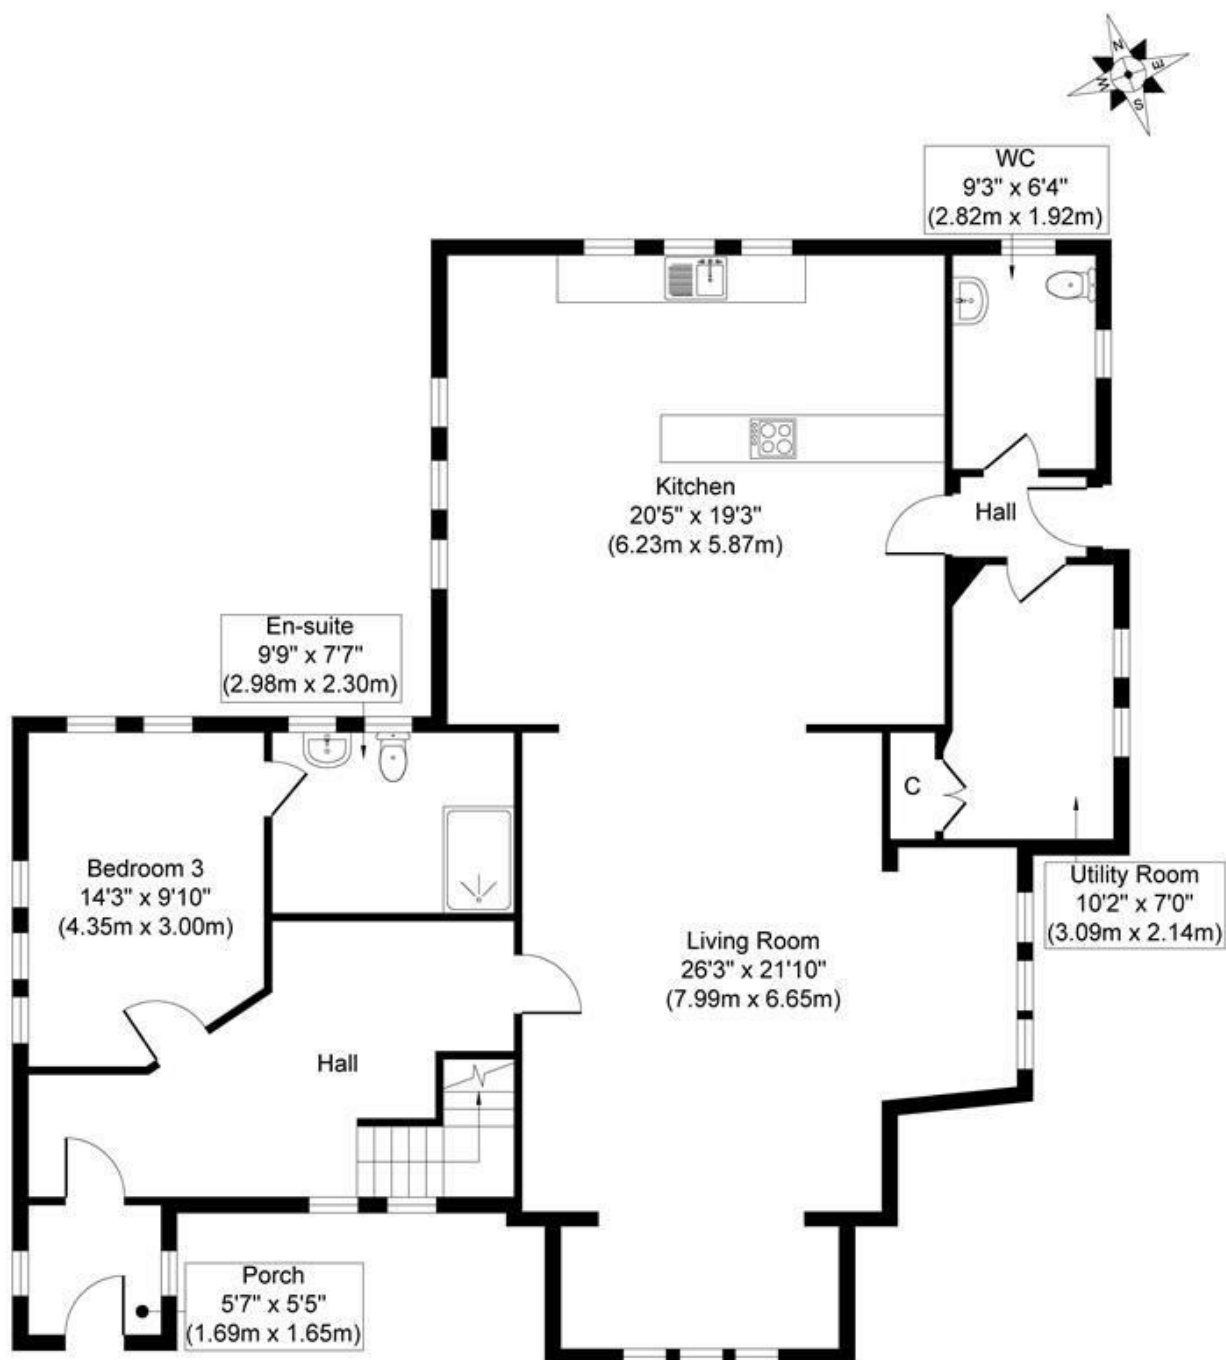 N
E
W
S
WC
9'3" x 6'4"
(2.82m x 1.92m)
Kitchen
20'5" x 19'3"
(6.23m x 5.87m)
Hall
En-suite
9'9" x 7'7"
(2.98m x 2.30m)
C
Bedroom 3
14'3" x 9'10"
(4.35m x 3.00m)
Utility Room
10'2" x 7'0"
(3.09m x 2.14m)
Living Room
26'3" x 21'10"
(7.99m x 6.65m)
Hall
Porch
5'7" x 5'5"
(1.69m x 1.65m)